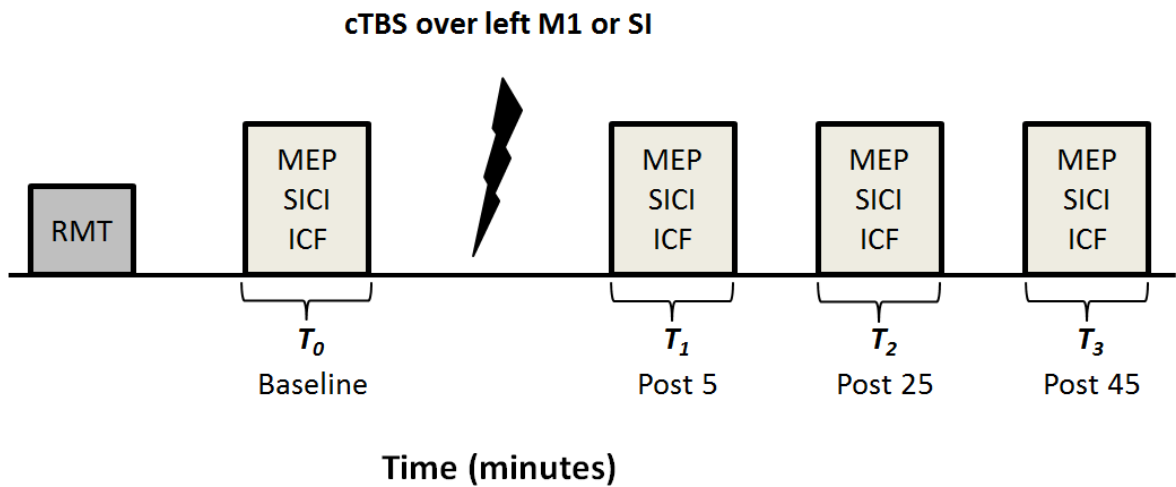 cTBS over left M1 or SI
RMT
MEP
SICI
ICF
MEP
SICI
ICF
MEP
SICI
ICF
MEP
SICI
ICF
T0
Baseline
T1
Post 5
T2
Post 25
T3
Post 45
Time (minutes)